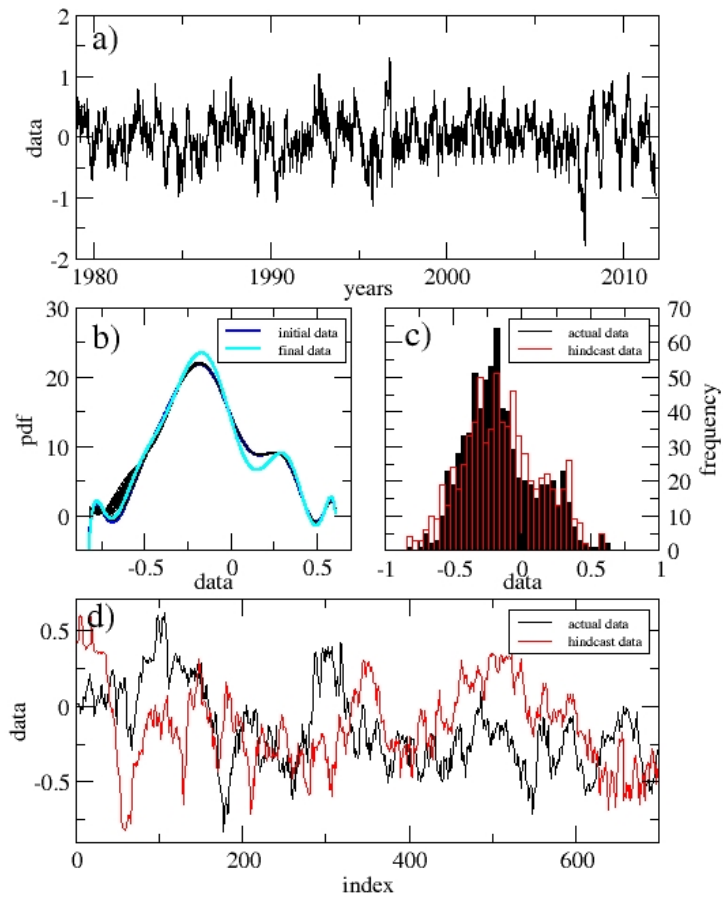 a)
2
1
0
-1
-2
data
1980 1990 2000 2010
years
b)
initial data
final data
30
20
10
0
pdf
-0.5 0 0.5
data
c)
actual data
hindcast data
70
60
50
40
30
20
10
0
frequency
-1 -0.5 0 0.5 1
data
d)
actual data
hindcast data
0.5
0
-0.5
data
0 200 400 600
index